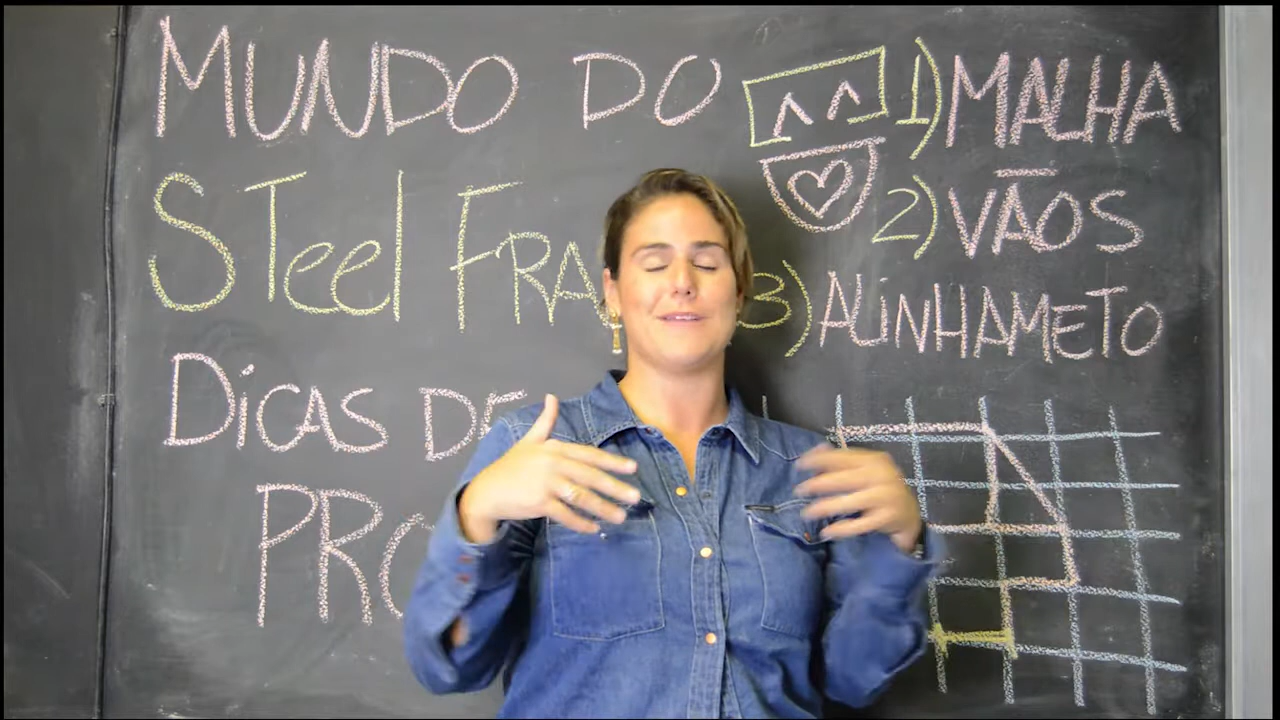 MUNDO DO
STeel FRA
DiCAS DE
PRO
1) MALHA
2) VÃOS
3) ALiNHAMETO